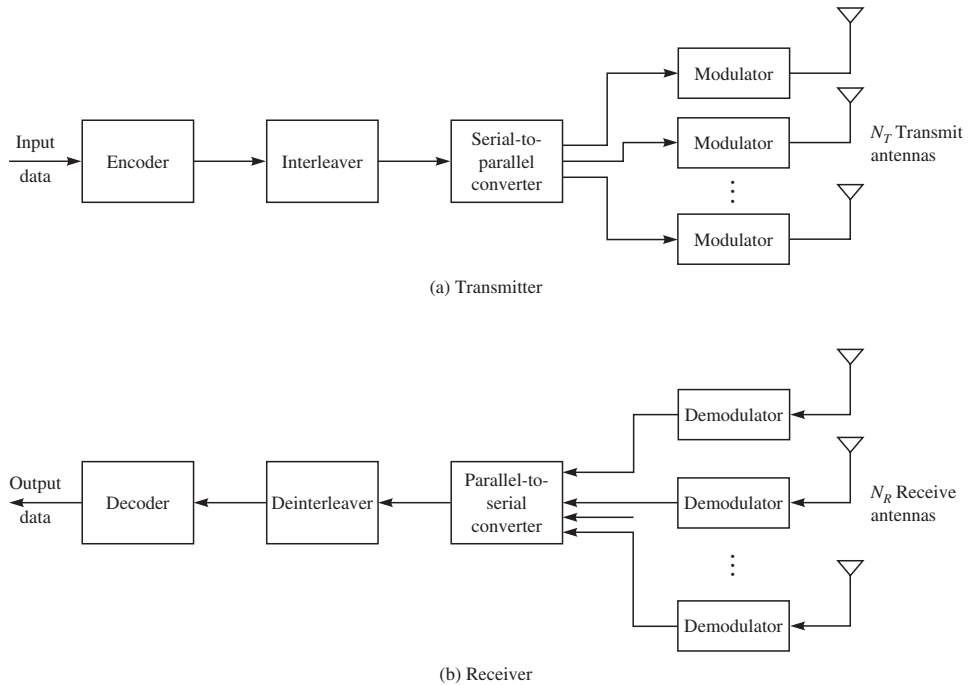 Input
data
Encoder
Interleaver
Serial-to-
parallel
converter
Modulator
Modulator
Modulator
N_T Transmit
antennas
(a) Transmitter
Output
data
Decoder
Deinterleaver
Parallel-to-
serial
converter
Demodulator
Demodulator
Demodulator
N_R Receive
antennas
(b) Receiver